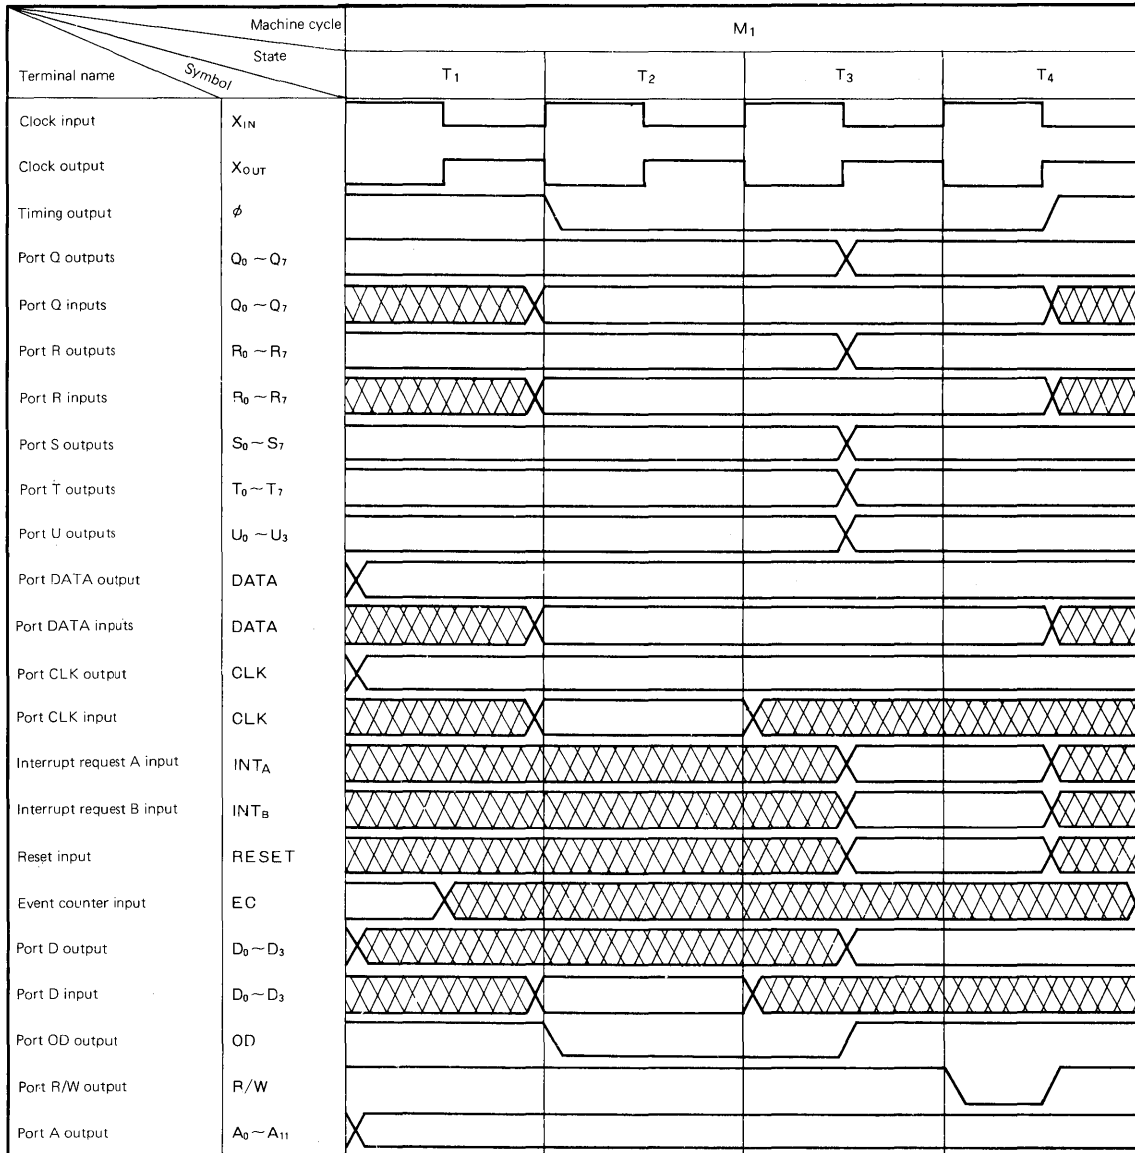 Machine cycle M₁
State
Terminal name Symbol T₁ T₂ T₃ T₄
Clock input X_IN
Clock output X_OUT
Timing output ϕ
Port Q outputs Q₀ ~ Q₇
Port Q inputs Q₀ ~ Q₇
Port R outputs R₀ ~ R₇
Port R inputs R₀ ~ R₇
Port S outputs S₀ ~ S₇
Port T outputs T₀ ~ T₇
Port U outputs U₀ ~ U₃
Port DATA output DATA
Port DATA inputs DATA
Port CLK output CLK
Port CLK input CLK
Interrupt request A input INT_A
Interrupt request B input INT_B
Reset input RESET
Event counter input EC
Port D output D₀ ~ D₃
Port D input D₀ ~ D₃
Port OD output OD
Port R/W output R/W
Port A output A₀ ~ A₁₁